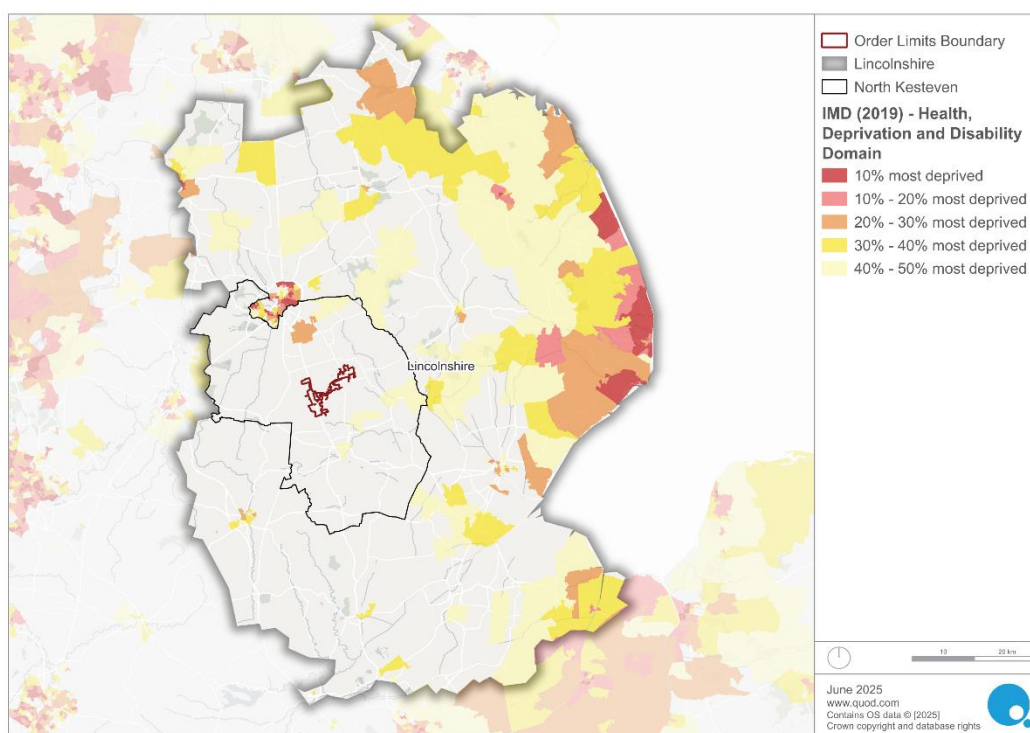 Lincolnshire
Order Limits Boundary
Lincolnshire
North Kesteven
IMD (2019) - Health,
Deprivation and Disability
Domain
10% most deprived
10% - 20% most deprived
20% - 30% most deprived
30% - 40% most deprived
40% - 50% most deprived
10
20 km
June 2025
www.quod.com
Contains OS data © [2025]
Crown copyright and database rights